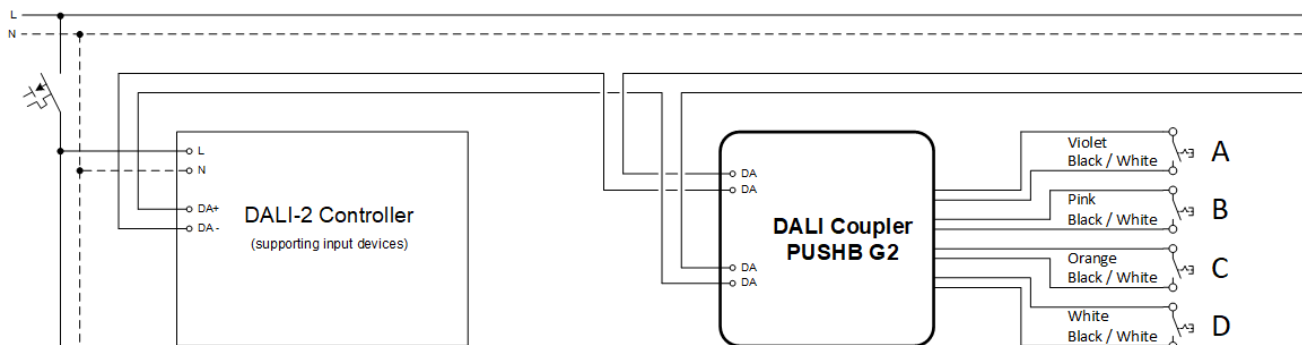 L
N
L
N
DA+
DA -
DALI-2 Controller
(supporting input devices)
DA
DA
DA
DA
DALI Coupler
PUSHB G2
Violet
Black / White
A
Pink
Black / White
B
Orange
Black / White
C
White
Black / White
D